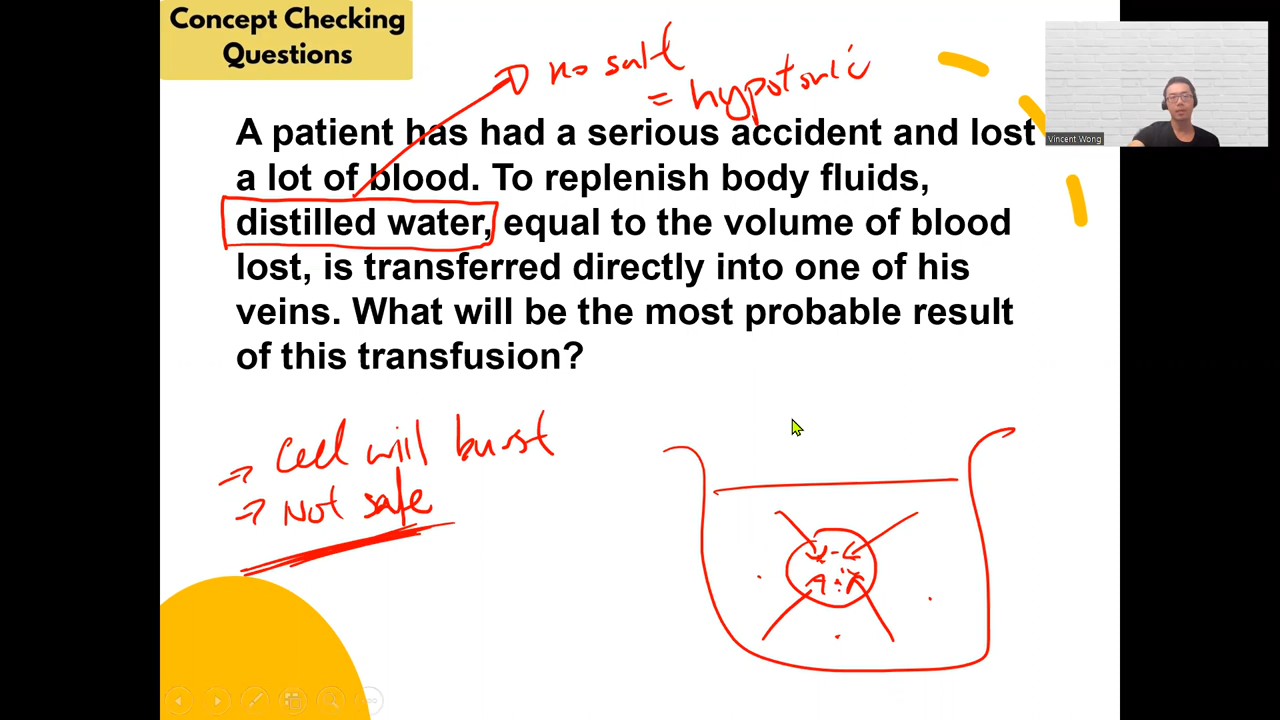 Concept Checking
Questions
no salt
= hypotonic
Vincent Wong
A patient has had a serious accident and lost
a lot of blood. To replenish body fluids,
distilled water, equal to the volume of blood
lost, is transferred directly into one of his
veins. What will be the most probable result
of this transfusion?
⇒ Cell will burst
⇒ Not safe